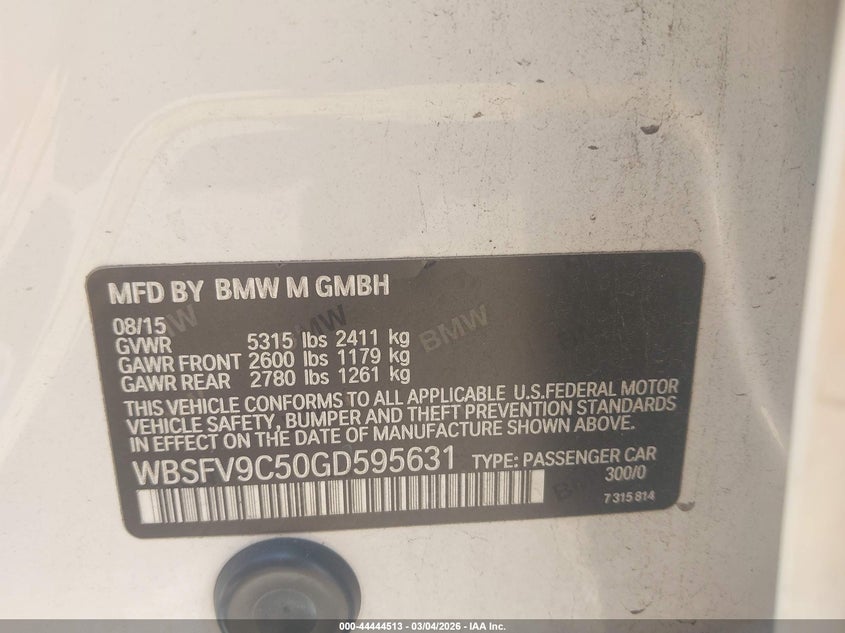 MFD BY BMW M GMBH
08/15
GVWR 5315 lbs 2411 kg
GAWR FRONT 2600 lbs 1179 kg
GAWR REAR 2780 lbs 1261 kg
THIS VEHICLE CONFORMS TO ALL APPLICABLE U.S.FEDERAL MOTOR
VEHICLE SAFETY, BUMPER AND THEFT PREVENTION STANDARDS
IN EFFECT ON THE DATE OF MANUFACTURE SHOWN ABOVE.
WBSFV9C50GD595631 TYPE: PASSENGER CAR
300/0
7 315 814
BMW
BMW
BMW
000-44444513 - 03/04/2026 - IAA Inc.